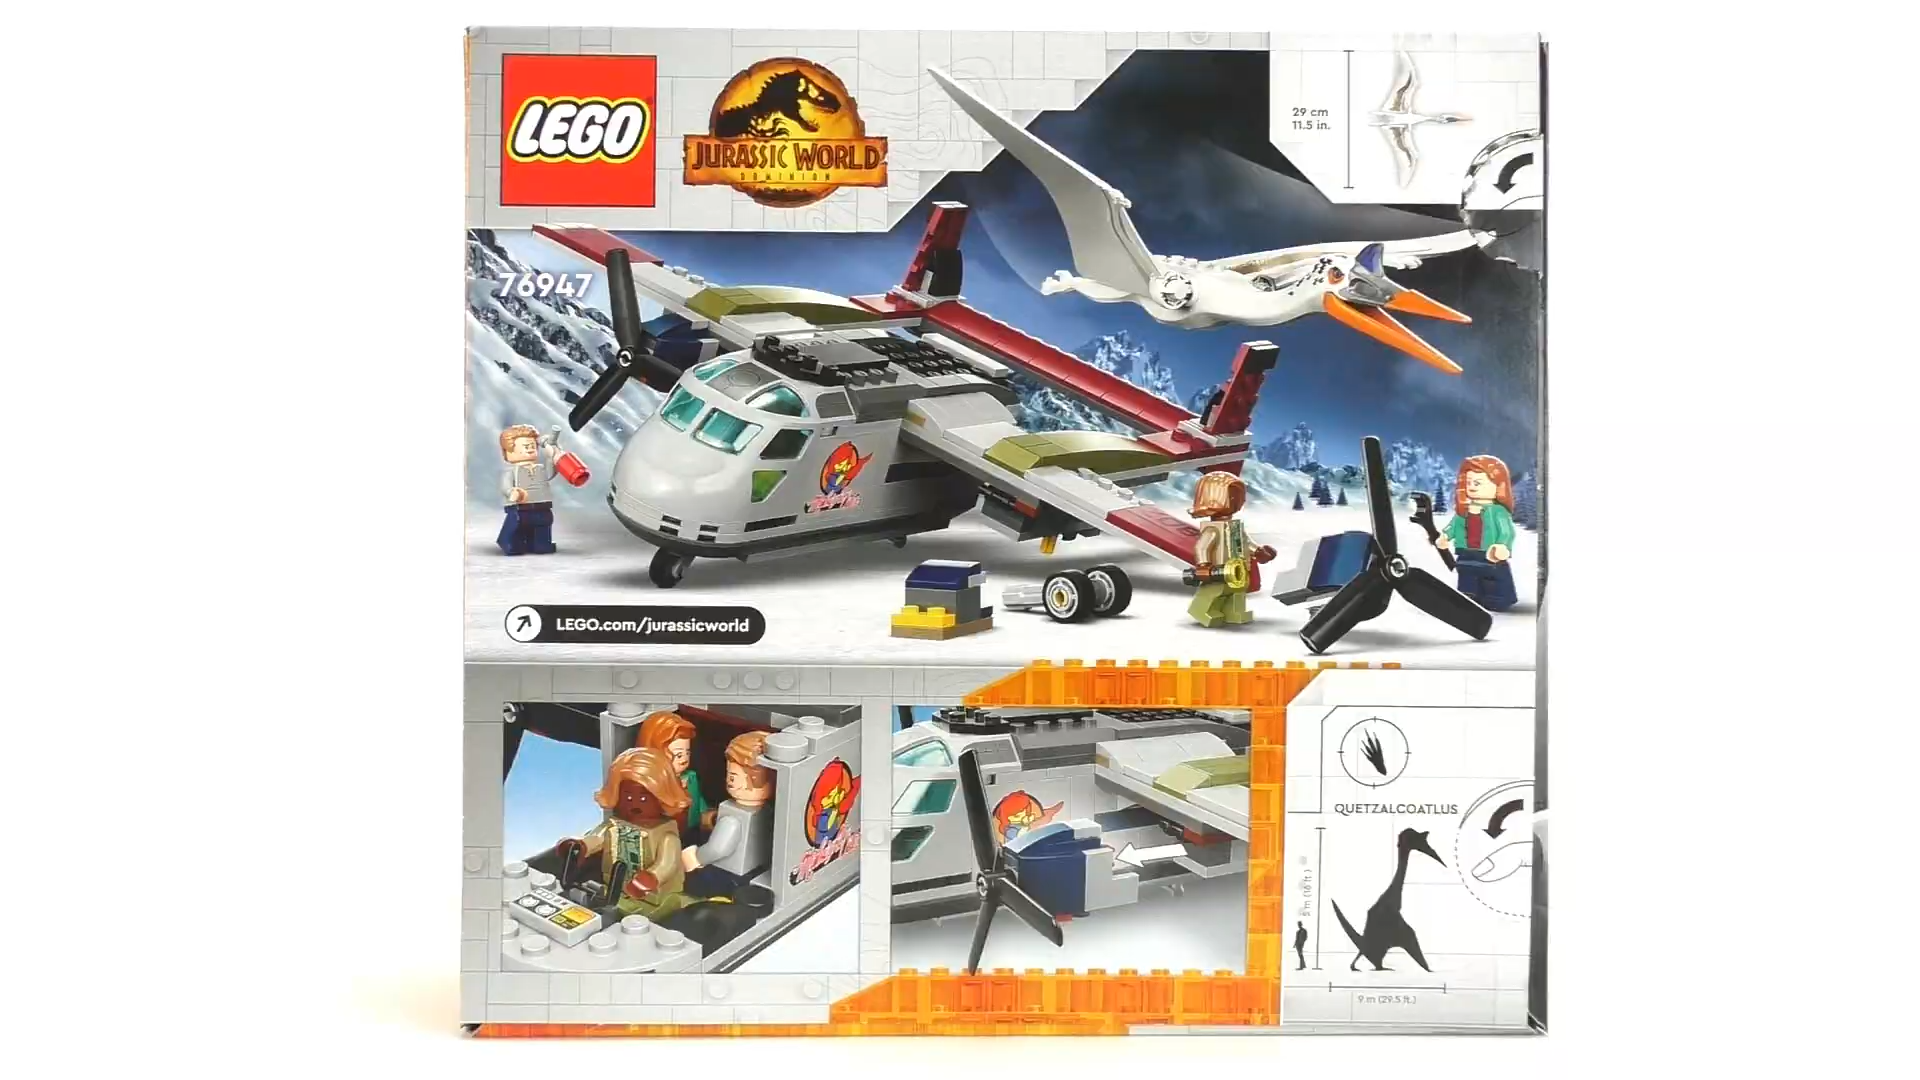 LEGO
JURASSIC WORLD
DOMINION
29 cm
11.5 in.
76947
LEGO.com/jurassicworld
QUETZALCOATLUS
5 m (16 ft.)
9 m (29.5 ft.)